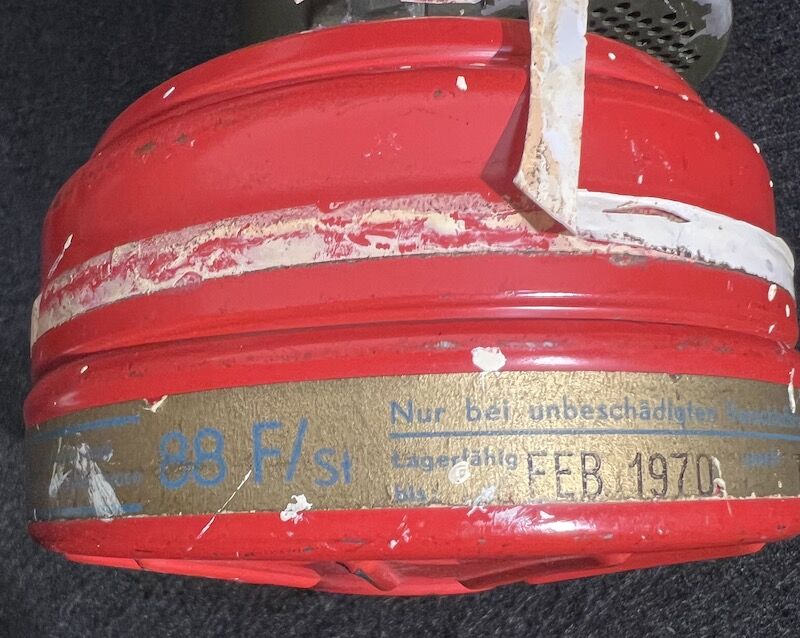 88 F/St
Nur bei unbeschädigten
Lagerfähig
bis
FEB 1970